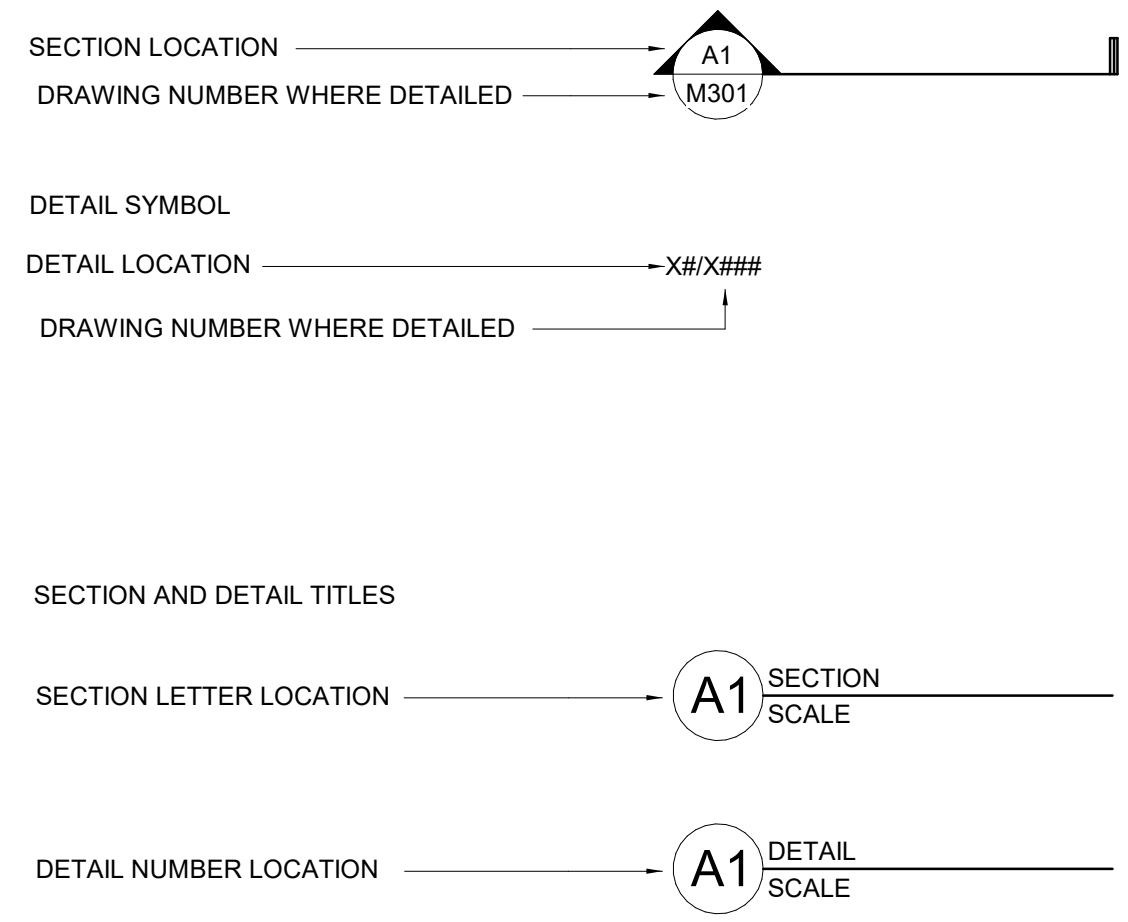 SECTION LOCATION
A1
DRAWING NUMBER WHERE DETAILED
M301
DETAIL SYMBOL
DETAIL LOCATION
X#/X###
DRAWING NUMBER WHERE DETAILED
SECTION AND DETAIL TITLES
SECTION LETTER LOCATION
A1
SECTION
SCALE
DETAIL NUMBER LOCATION
A1
DETAIL
SCALE